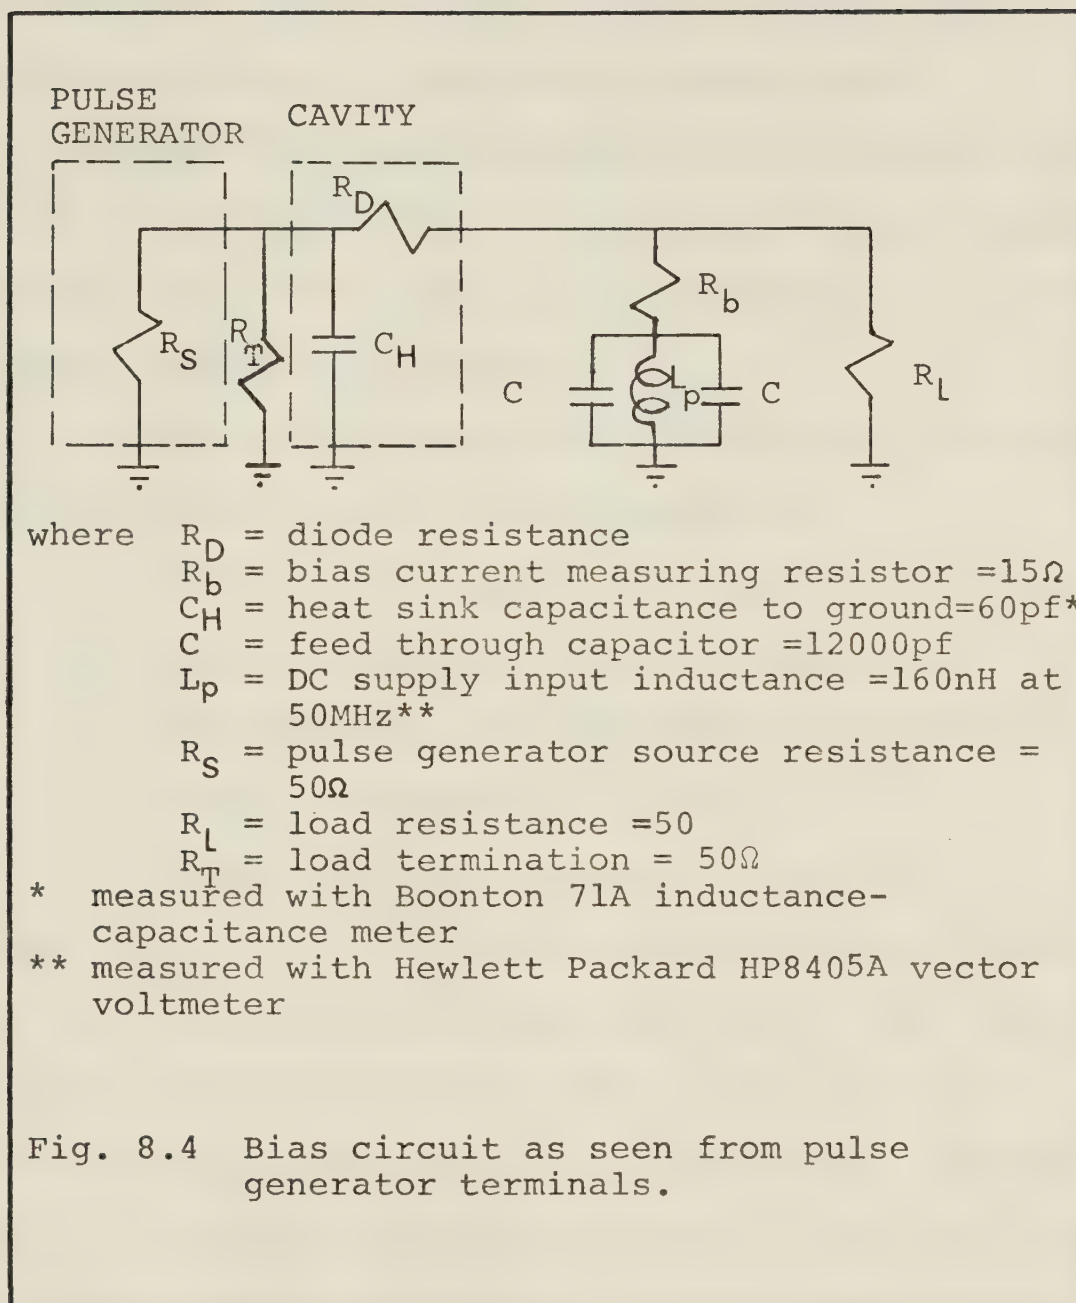 PULSE
GENERATOR
CAVITY
R_D
R_S
R_T
C_H
R_b
C
L_p
C
R_L
where R_D = diode resistance
R_b = bias current measuring resistor =15Ω
C_H = heat sink capacitance to ground=60pf*
C = feed through capacitor =12000pf
L_p = DC supply input inductance =160nH at
50MHz**
R_S = pulse generator source resistance =
50Ω
R_L = load resistance =50
R_T = load termination = 50Ω
* measured with Boonton 71A inductance-
capacitance meter
** measured with Hewlett Packard HP8405A vector
voltmeter
Fig. 8.4 Bias circuit as seen from pulse
generator terminals.